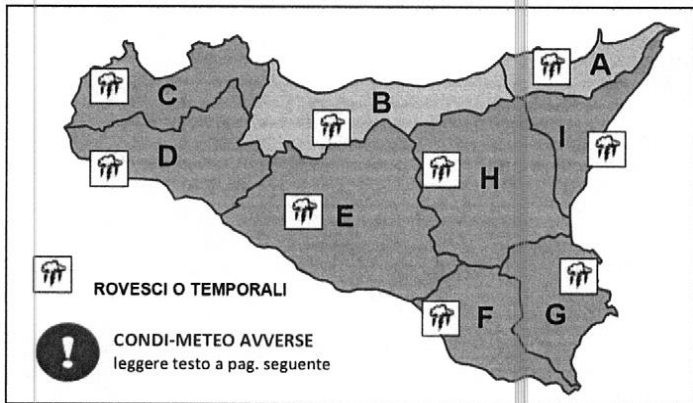 A
C
B
I
D
H
E
F
G
ROVESCI O TEMPORALI
!
CONDI-METEO AVVERSE
leggere testo a pag. seguente